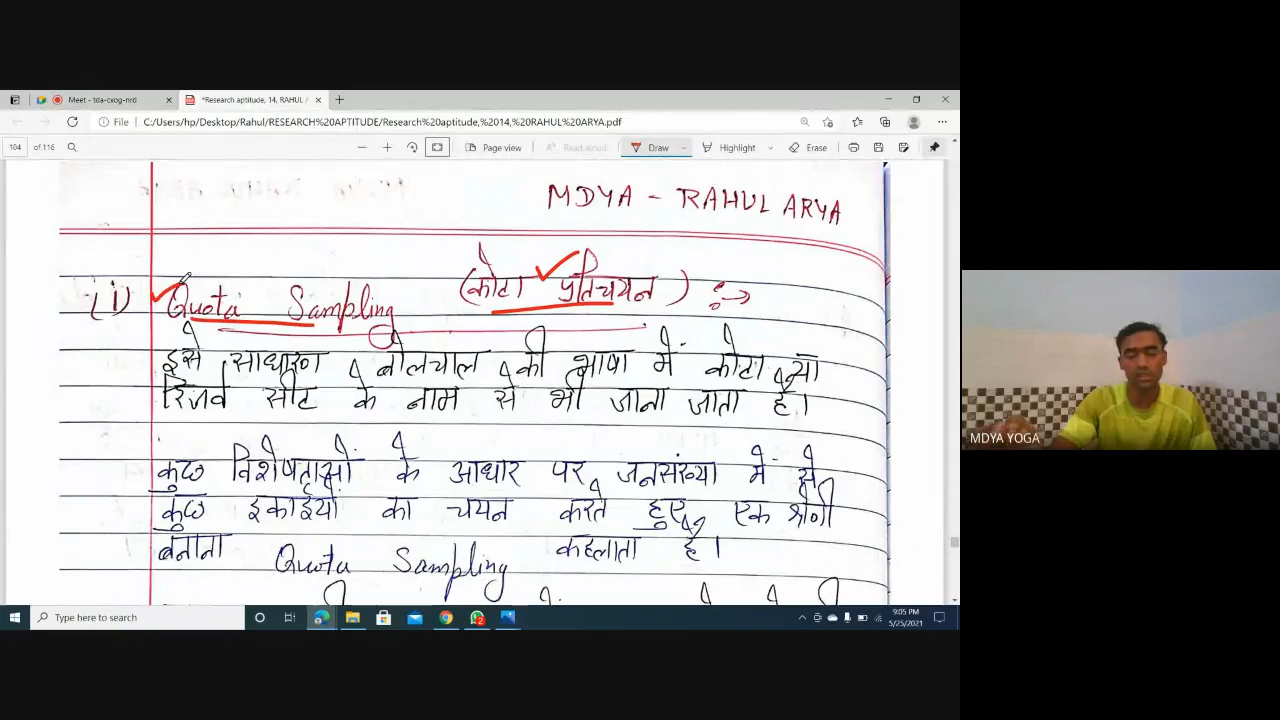 Meet - tda-cxog-nrd
*Research aptitude, 14, RAHUL A
File C:/Users/hp/Desktop/Rahul/RESEARCH%20APTITUDE/Research%20aptitude,%2014,%20RAHUL%20ARYA.pdf
104 of 116 Page view Read aloud Draw Highlight Erase
MDYA - RAHUL ARYA
(i) Quota Sampling (कोटा प्रतिचयन) :→
इसे साधारण बोलचाल की भाषा में कोटा या
रिजर्व सीट के नाम से भी जाना जाता है।
कुछ विशेषताओं के आधार पर जनसंख्या में से
कुछ इकाइयों का चयन करते हुए एक श्रेणी
बनाना Quota Sampling कहलाता है।
MDYA YOGA
Type here to search
2
9:05 PM
5/25/2021